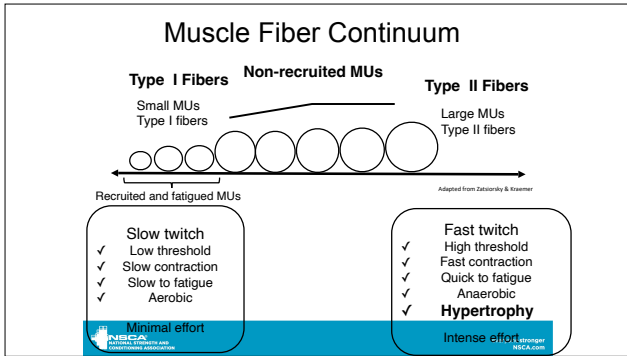 Muscle Fiber Continuum
Type I Fibers
Non-recruited MUs
Type II Fibers
Small MUs
Type I fibers
Large MUs
Type II fibers
Adapted from Zatsiorsky & Kraemer
Recruited and fatigued MUs
Slow twitch
✓ Low threshold
✓ Slow contraction
✓ Slow to fatigue
✓ Aerobic
Minimal effort
Fast twitch
✓ High threshold
✓ Fast contraction
✓ Quick to fatigue
✓ Anaerobic
✓ Hypertrophy
Intense effort
NSCA
NATIONAL STRENGTH AND
CONDITIONING ASSOCIATION
stronger
NSCA.com